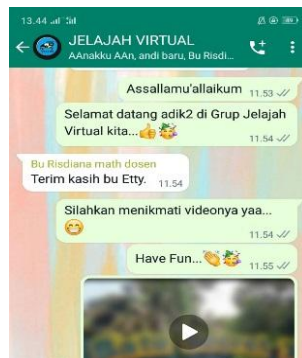 13.44
JELAJAH VIRTUAL
AAnakku AAn, andi baru, Bu Risdi...
Assallamu'allaikum 11.53
Selamat datang adik2 di Grup Jelajah
Virtual kita...👍🥳 11.54
Bu Risdiana math dosen
Terim kasih bu Etty. 11.54
Silahkan menikmati videonya yaa...
😁 11.54
Have Fun...👏🥳 11.55